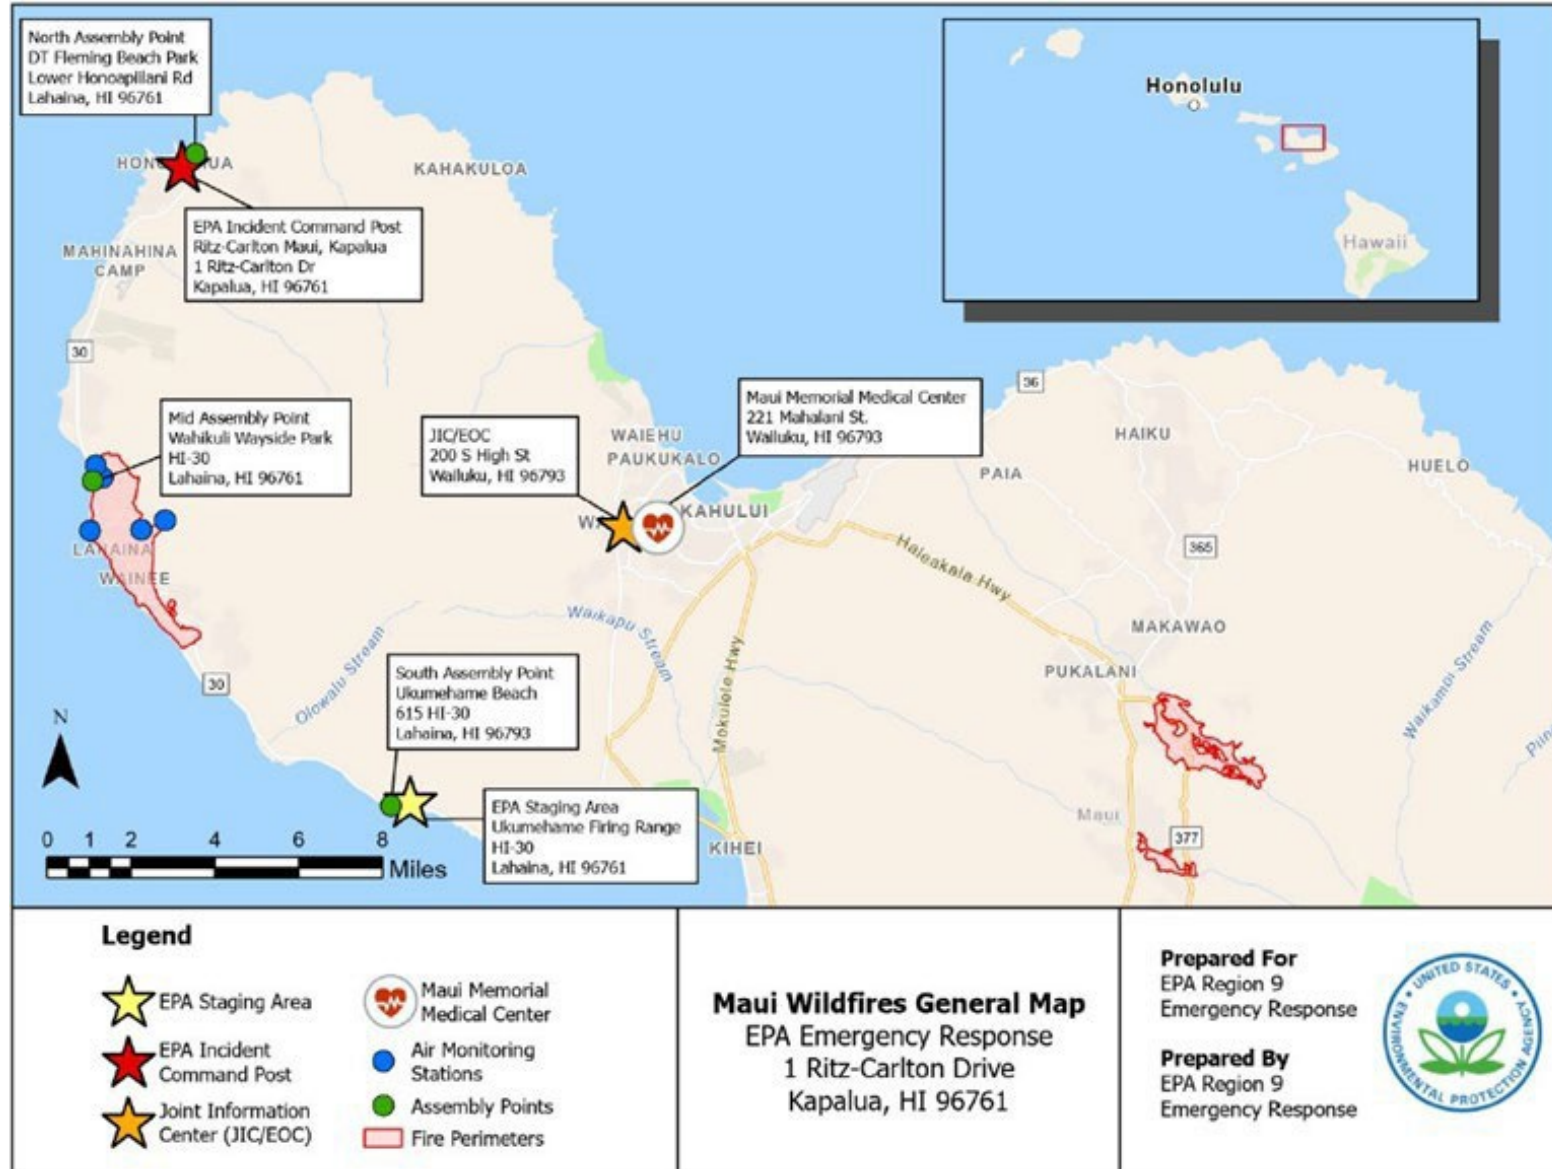 North Assembly Point
DT Fleming Beach Park
Lower Honoapiilani Rd
Lahaina, HI 96761
KAHAKULOA
EPA Incident Command Post
Ritz-Carlton Maui, Kapalua
1 Ritz-Carlton Dr
Kapalua, HI 96761
MAHINAHINA
CAMP
30
Honolulu
Hawaii
Mid Assembly Point
Wahikuli Wayside Park
HI-30
Lahaina, HI 96761
LAHAINA
WAINEE
30
JIC/EOC
200 S High St
Wailuku, HI 96793
Maui Memorial Medical Center
221 Mahalani St.
Wailuku, HI 96793
WAIEHU
PAUKUKALO
KAHULUI
36
HAIKU
PAIA
HUELO
365
Haleakala Hwy
MAKAWAO
PUKALANI
Waikamoi Stream
Waikapu Stream
Olowalu Stream
Mokulele Hwy
South Assembly Point
Ukumehame Beach
615 HI-30
Lahaina, HI 96793
EPA Staging Area
Ukumehame Firing Range
HI-30
Lahaina, HI 96761
KIHEI
Maui
377
N
0 1 2 4 6 8
Miles
Legend
EPA Staging Area
EPA Incident
Command Post
Joint Information
Center (JIC/EOC)
Maui Memorial
Medical Center
Air Monitoring
Stations
Assembly Points
Fire Perimeters
Maui Wildfires General Map
EPA Emergency Response
1 Ritz-Carlton Drive
Kapalua, HI 96761
Prepared For
EPA Region 9
Emergency Response
Prepared By
EPA Region 9
Emergency Response
UNITED STATES
ENVIRONMENTAL PROTECTION AGENCY